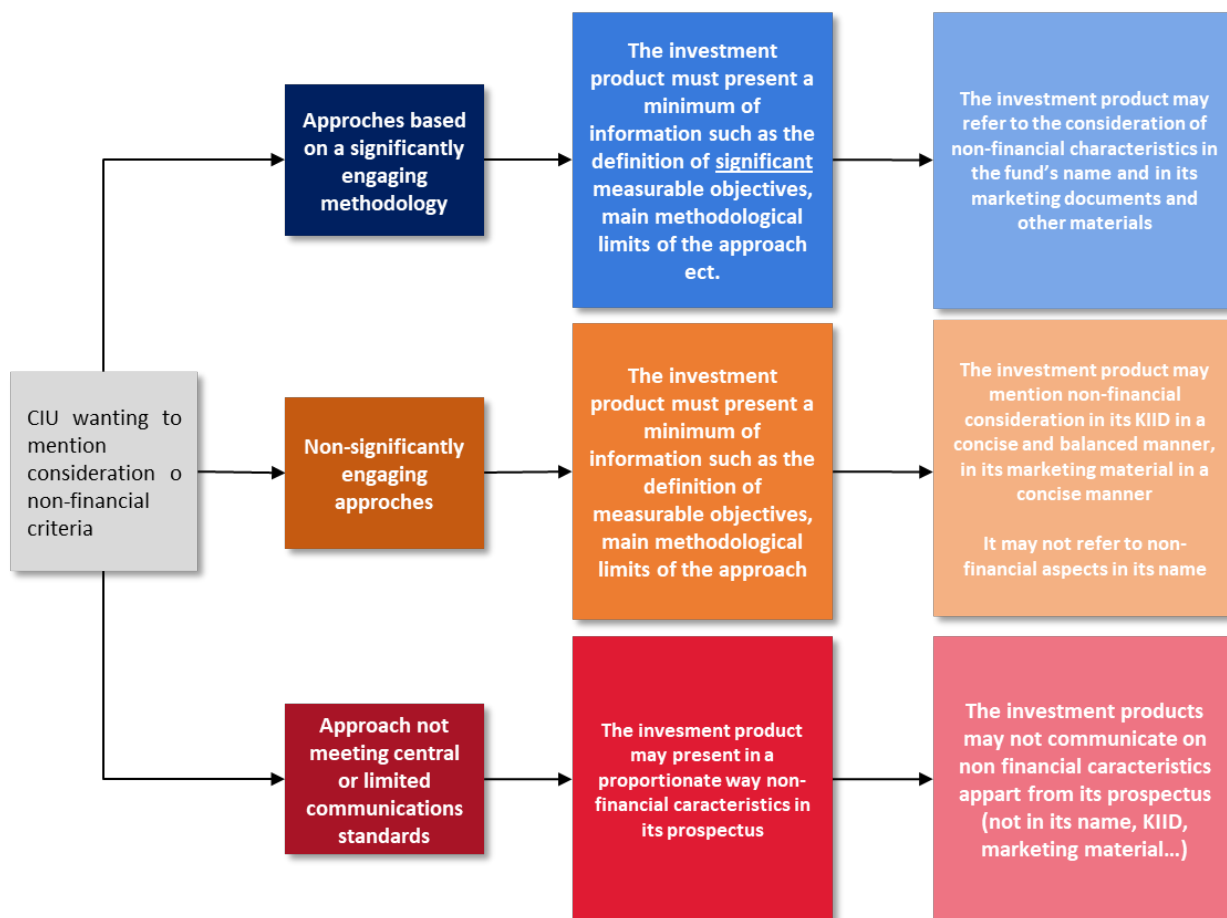 Approches based
on a significantly
engaging
methodology
The investment
product must present a
minimum of
information such as the
definition of significant
measurable objectives,
main methodological
limits of the approach
ect.
The investment product may
refer to the consideration of
non-financial characteristics in
the fund's name and in its
marketing documents and
other materials
CIU wanting to
mention
consideration o
non-financial
criteria
Non-significantly
engaging
approches
The investment
product must present a
minimum of
information such as the
definition of
measurable objectives,
main methodological
limits of the approach
The investment product may
mention non-financial
consideration in its KIID in a
concise and balanced manner,
in its marketing material in a
concise manner
It may not refer to non-
financial aspects in its name
Approach not
meeting central
or limited
communications
standards
The invesment product
may present in a
proportionate way non-
financial caracteristics in
its prospectus
The investment products
may not communicate on
non financial caracteristics
appart from its prospectus
(not in its name, KIID,
marketing material…)